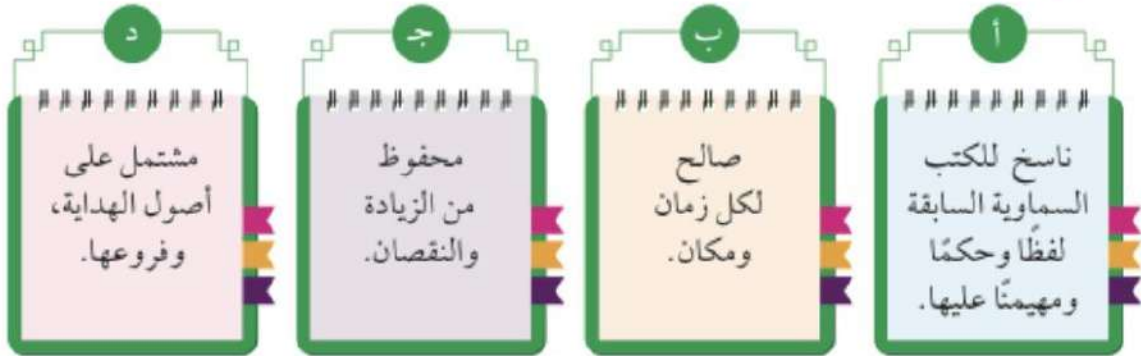 أ
ناسخ للكتب
السماوية السابقة
لفظًا وحكمًا
ومهيمنًا عليها.
ب
صالح
لكل زمان
ومكان.
جـ
محفوظ
من الزيادة
والنقصان.
د
مشتمل على
أصول الهداية،
وفروعها.